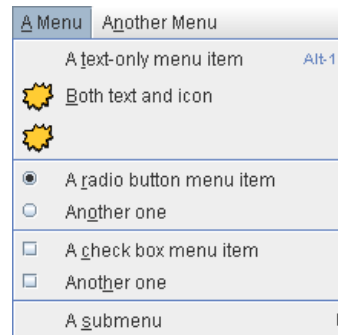 A Menu Another Menu
A text-only menu item Alt-1
Both text and icon
A radio button menu item
Another one
A check box menu item
Another one
A submenu